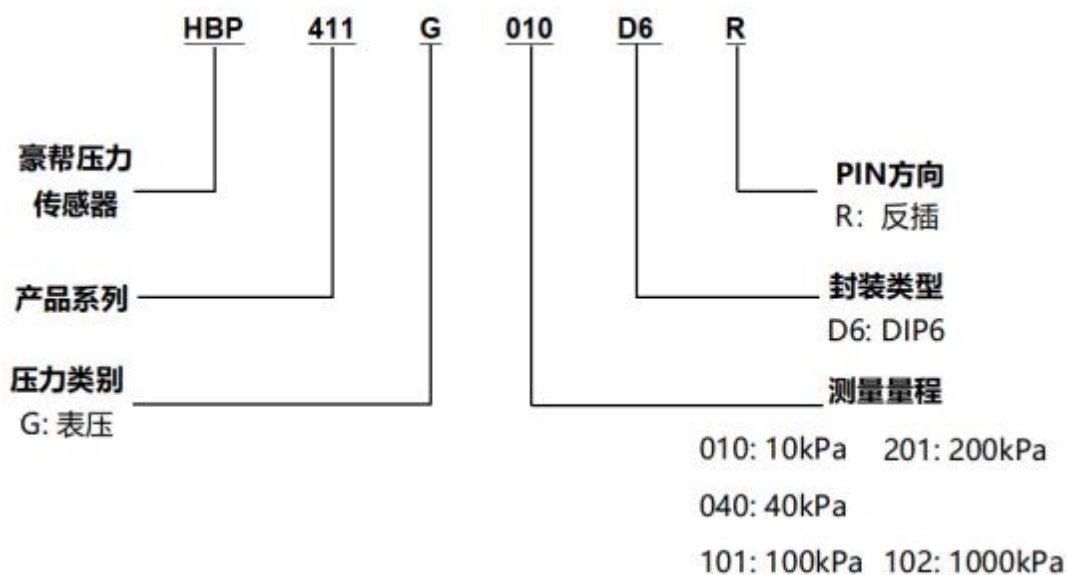 HBP 411 G 010 D6 R
豪帮压力
传感器
产品系列
压力类别
G: 表压
PIN方向
R: 反插
封装类型
D6: DIP6
测量量程
010: 10kPa 201: 200kPa
040: 40kPa
101: 100kPa 102: 1000kPa